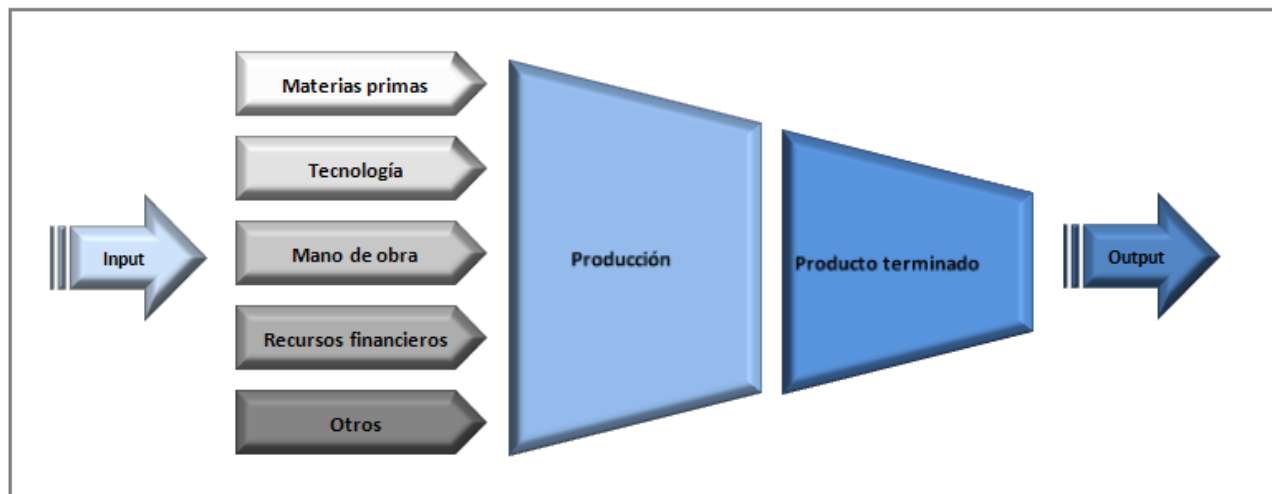 Input
Materias primas
Tecnología
Mano de obra
Recursos financieros
Otros
Producción
Producto terminado
Output